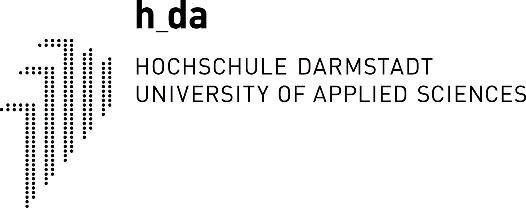 h_da
HOCHSCHULE DARMSTADT
UNIVERSITY OF APPLIED SCIENCES